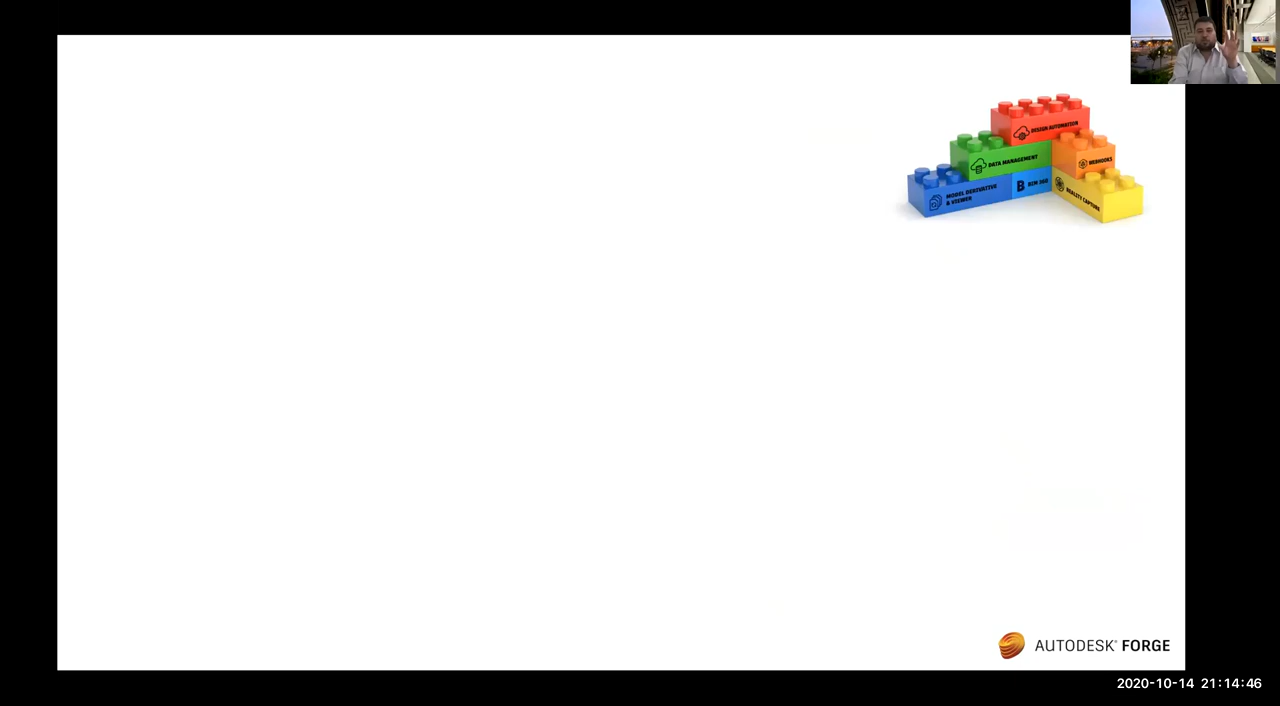 DESIGN AUTOMATION
DATA MANAGEMENT
WEBHOOKS
MODEL DERIVATIVE
& VIEWER
B BIM 360
REALITY CAPTURE
AUTODESK® FORGE
2020-10-14 21:14:46